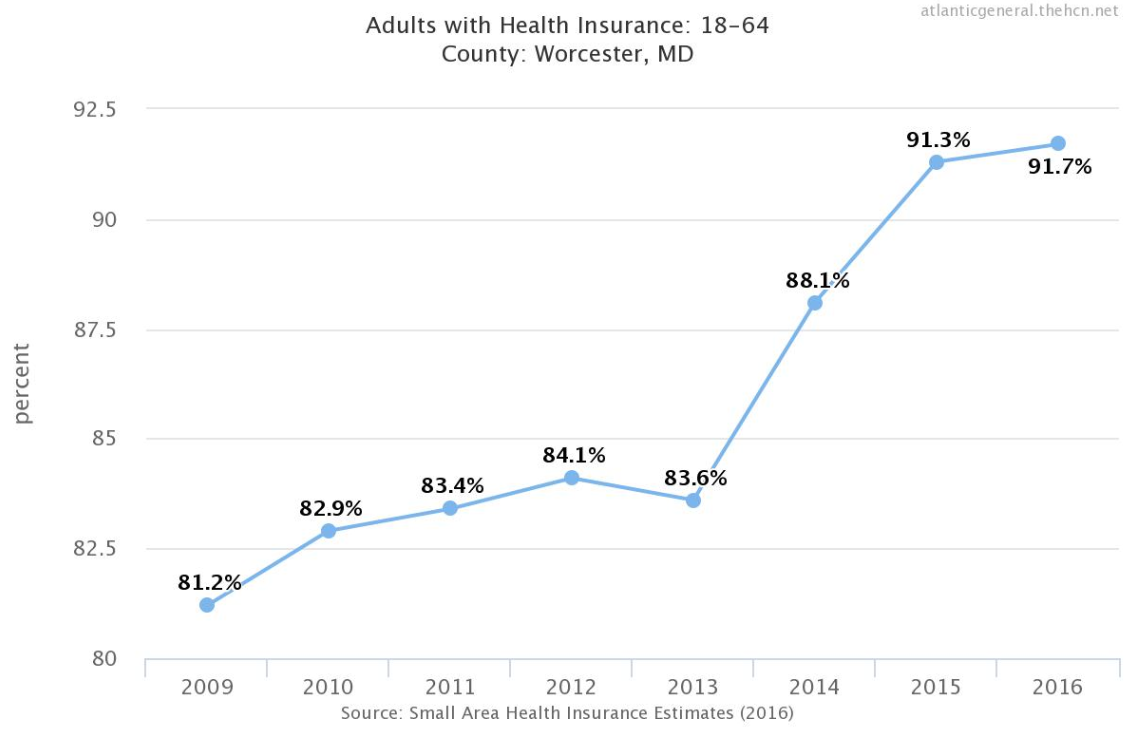 atlanticgeneral.thehcn.net
Adults with Health Insurance: 18-64
County: Worcester, MD
percent
92.5
90
87.5
85
82.5
80
81.2%
82.9%
83.4%
84.1%
83.6%
88.1%
91.3%
91.7%
2009 2010 2011 2012 2013 2014 2015 2016
Source: Small Area Health Insurance Estimates (2016)